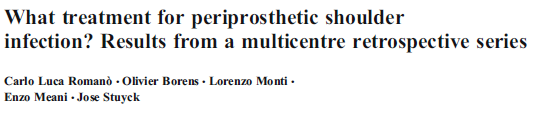 What treatment for periprosthetic shoulder
infection? Results from a multicentre retrospective series
Carlo Luca Romanò · Olivier Borens · Lorenzo Monti ·
Enzo Meani · Jose Stuyck